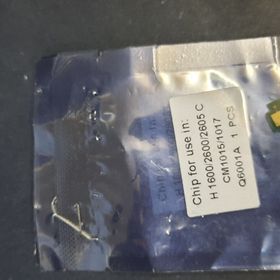 Chip for use in:
H 1600/2600/2605 C
CM1015/1017
Q6001A 1 PCS